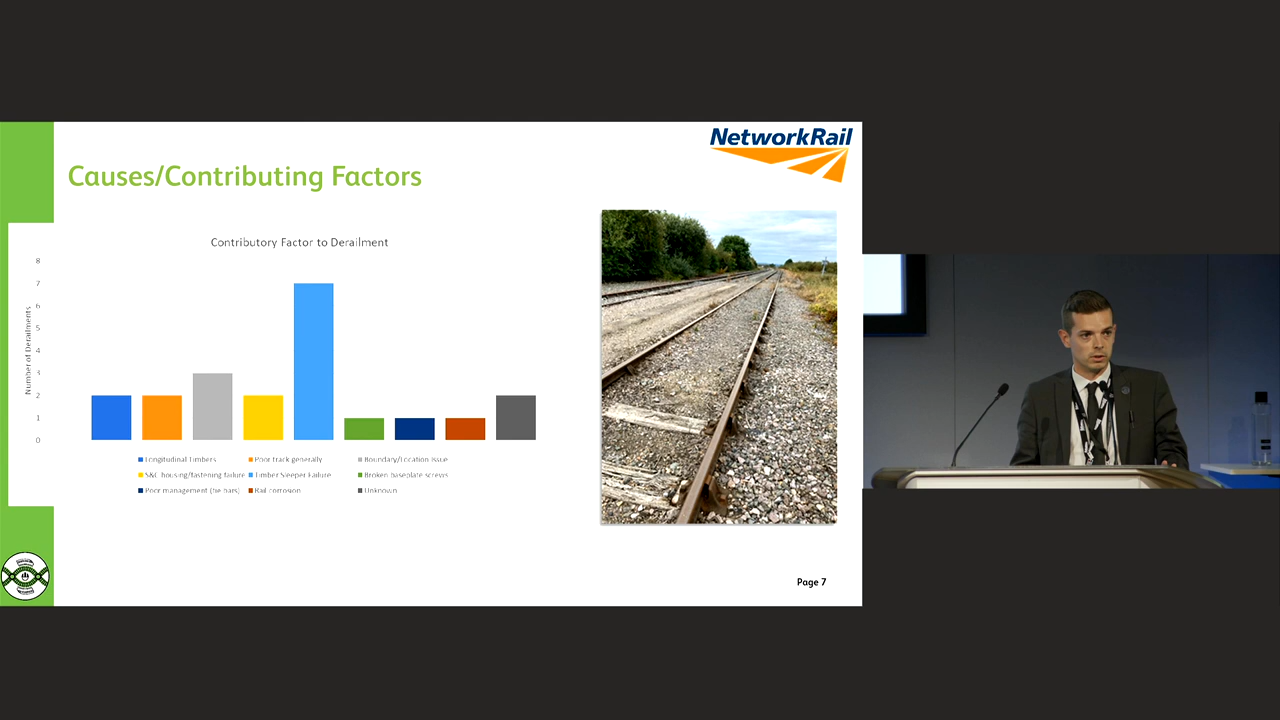 NetworkRail
Causes/Contributing Factors
Contributory Factor to Derailment
Number of Derailments
8
7
6
5
4
3
2
1
0
Longitudinal Timbers
Poor track generally
Boundary/Location Issue
S&C housing/fastening failure
Timber Sleeper Failure
Broken baseplate screws
Poor management (tie bars)
Rail corrosion
Unknown
Page 7